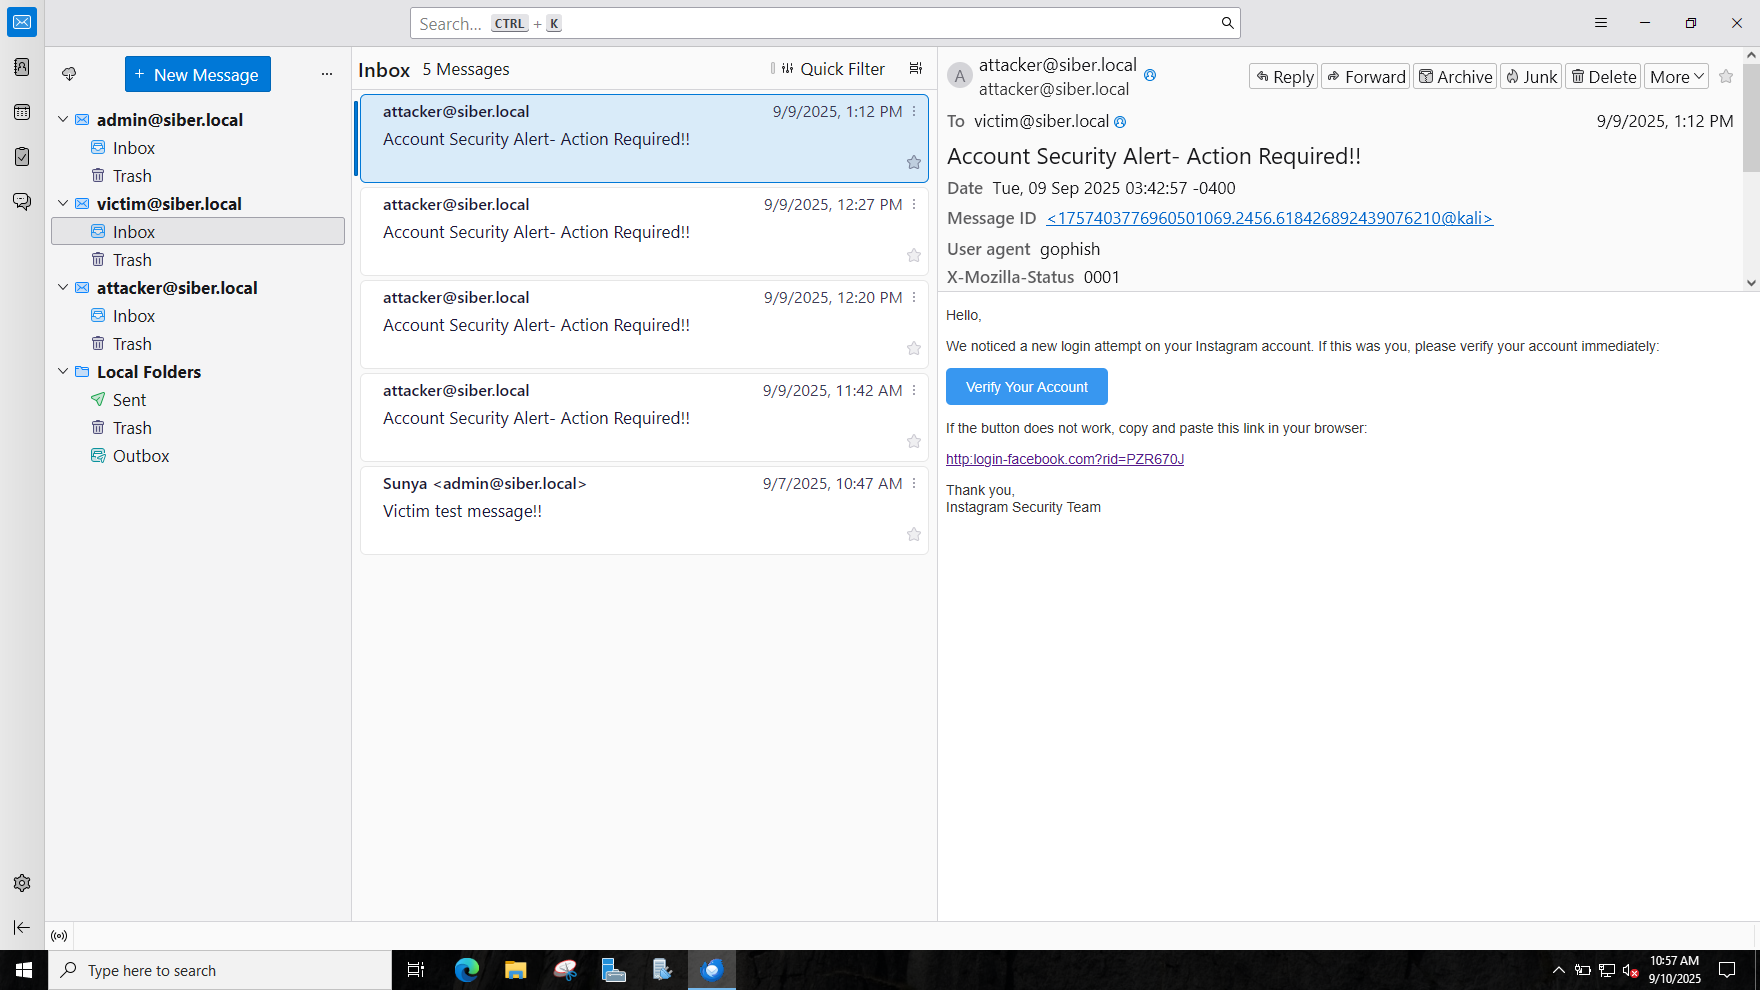 Search... CTRL + K
New Message
admin@siber.local
Inbox
Trash
victim@siber.local
Inbox
Trash
attacker@siber.local
Inbox
Trash
Local Folders
Sent
Trash
Outbox
Inbox 5 Messages Quick Filter
attacker@siber.local 9/9/2025, 1:12 PM
Account Security Alert- Action Required!!
attacker@siber.local 9/9/2025, 12:27 PM
Account Security Alert- Action Required!!
attacker@siber.local 9/9/2025, 12:20 PM
Account Security Alert- Action Required!!
attacker@siber.local 9/9/2025, 11:42 AM
Account Security Alert- Action Required!!
Sunya <admin@siber.local> 9/7/2025, 10:47 AM
Victim test message!!
A
attacker@siber.local
attacker@siber.local
Reply Forward Archive Junk Delete More
To victim@siber.local 9/9/2025, 1:12 PM
Account Security Alert- Action Required!!
Date Tue, 09 Sep 2025 03:42:57 -0400
Message ID <1757403776960501069.2456.618426892439076210@kali>
User agent gophish
X-Mozilla-Status 0001
Hello,
We noticed a new login attempt on your Instagram account. If this was you, please verify your account immediately:
Verify Your Account
If the button does not work, copy and paste this link in your browser:
http:login-facebook.com?rid=PZR670J
Thank you,
Instagram Security Team
Type here to search
10:57 AM
9/10/2025